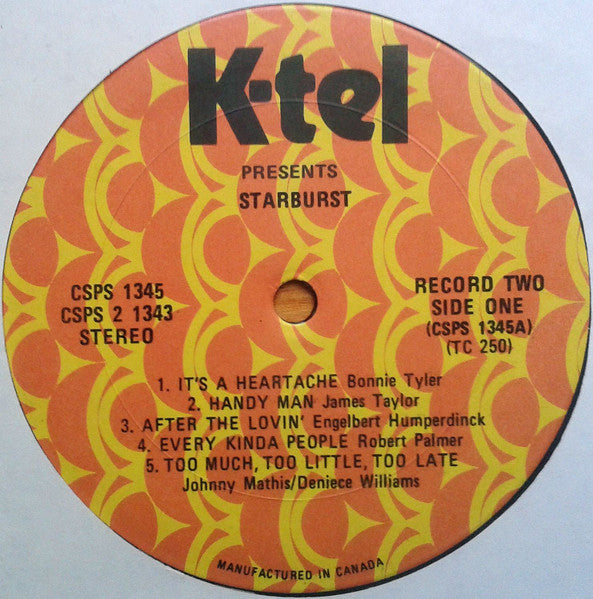 K-tel
PRESENTS
STARBURST
CSPS 1345
CSPS 2 1343
STEREO
RECORD TWO
SIDE ONE
(CSPS 1345A)
(TC 250)
1. IT'S A HEARTACHE Bonnie Tyler
2. HANDY MAN James Taylor
3. AFTER THE LOVIN' Engelbert Humperdinck
4. EVERY KINDA PEOPLE Robert Palmer
5. TOO MUCH, TOO LITTLE, TOO LATE
Johnny Mathis/Deniece Williams
MANUFACTURED IN CANADA